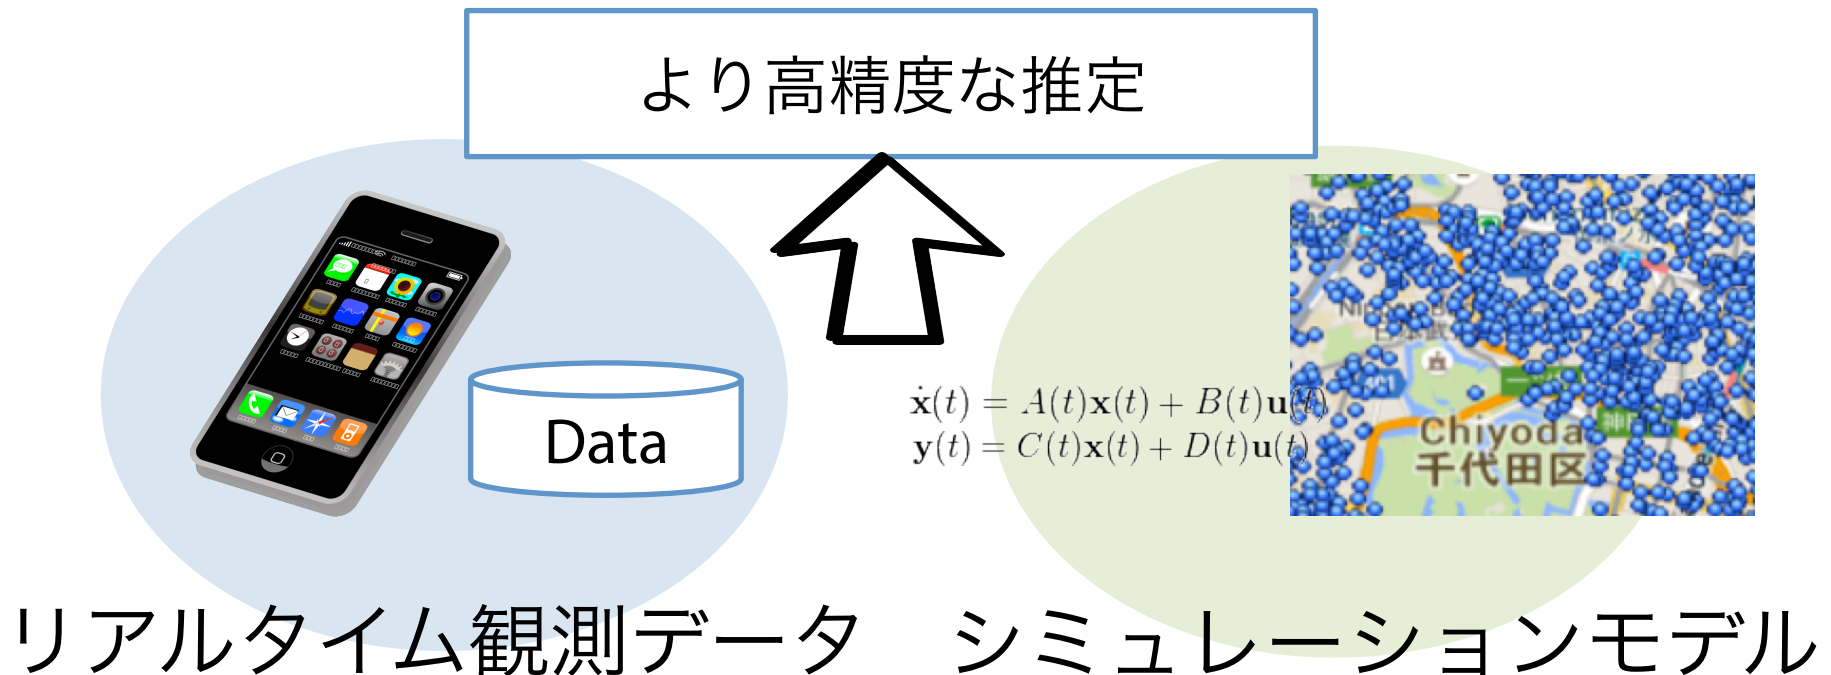 より高精度な推定
Data
ẋ(t) = A(t)x(t) + B(t)u(t)
y(t) = C(t)x(t) + D(t)u(t)
Chiyoda
千代田区
リアルタイム観測データ
シミュレーションモデル